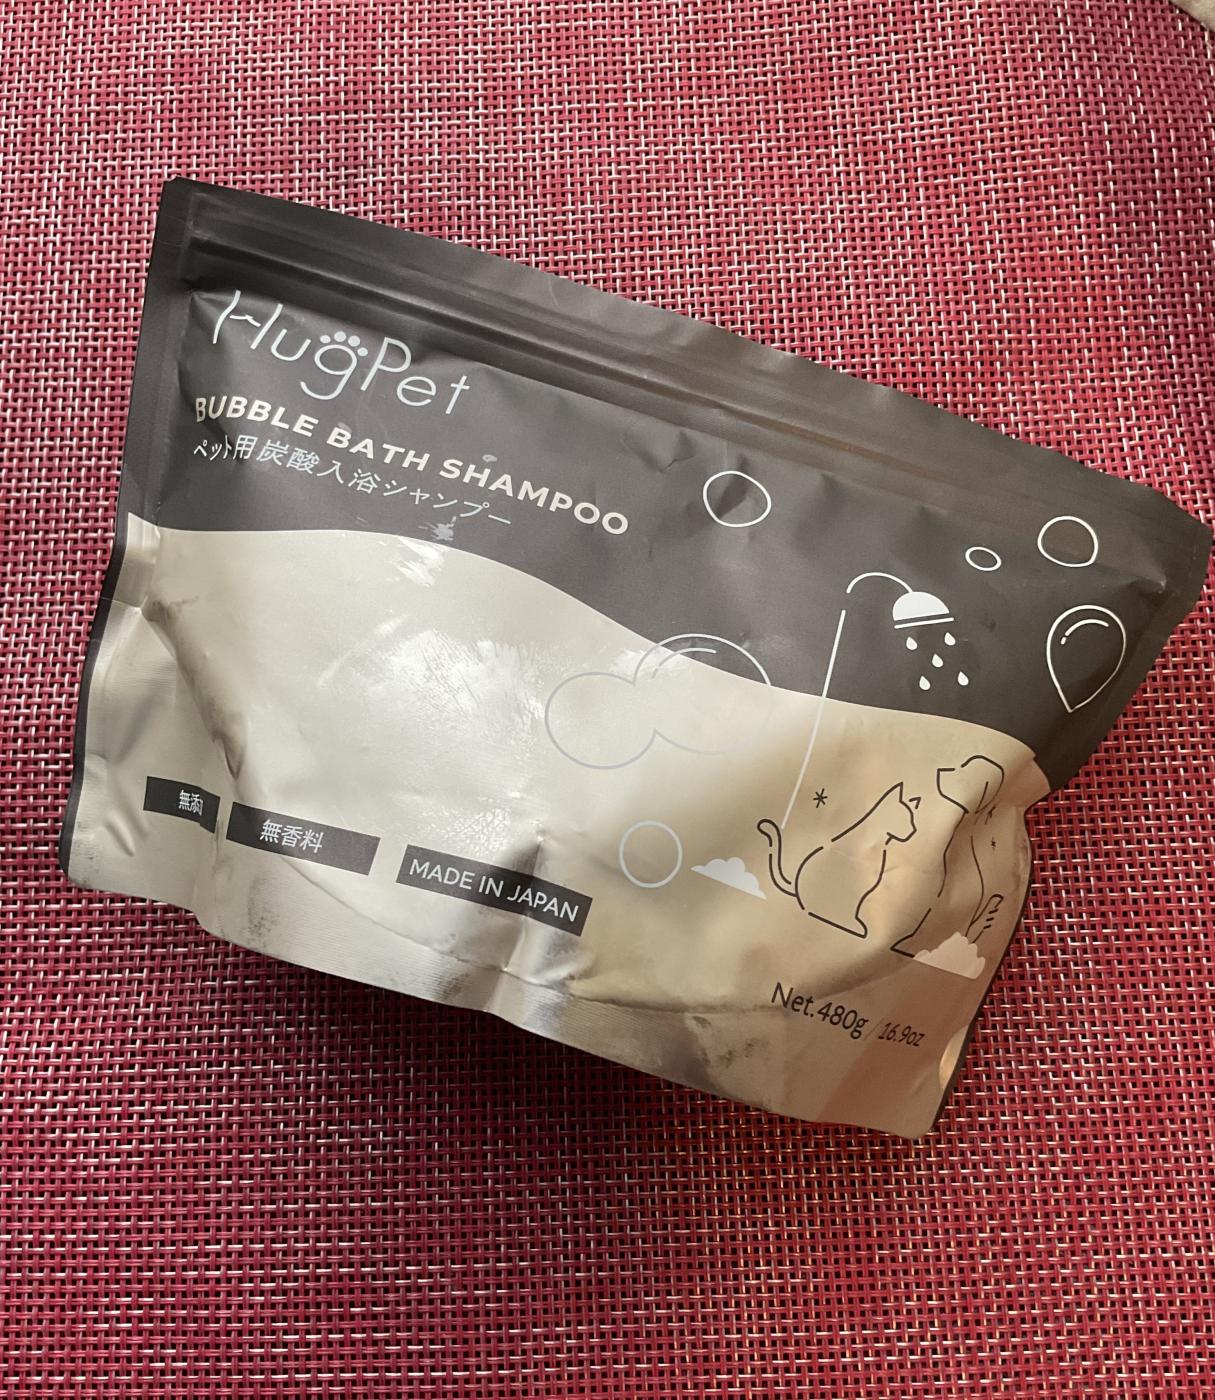 HugPet
BUBBLE BATH SHAMPOO
ペット用炭酸入浴シャンプー
無香料
MADE IN JAPAN
Net.480g / 16.9oz